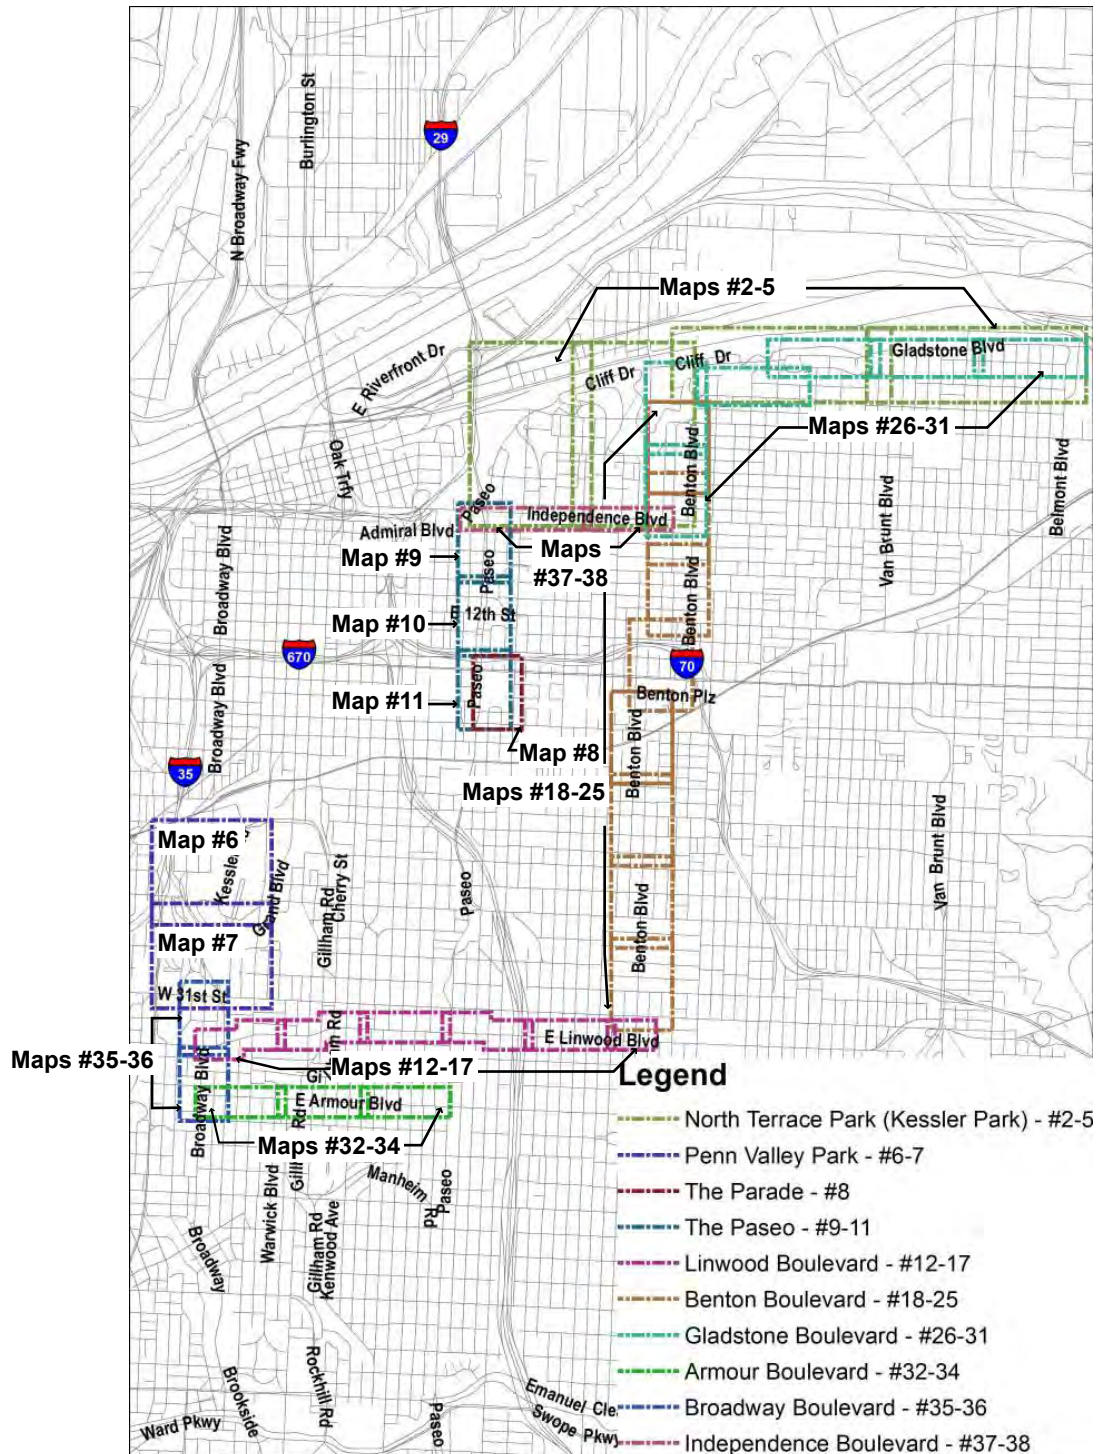 29
N Broadway Fwy
Burlington St
Maps #2-5
Gladstone Blvd
Cliff Dr
Cliff Dr
E Riverfront Dr
Maps #26-31
Oak Trfy
Benton Blvd
Belmont Blvd
Van Brunt Blvd
Paseo
Independence Blvd
Admiral Blvd
Broadway Blvd
Map #9
Paseo
Maps
#37-38
Benton Blvd
Map #10
12th St
670
70
Broadway Blvd
Map #11
Paseo
Benton Plz
Benton Blvd
Map #8
35
Maps #18-25
Van Brunt Blvd
Map #6
Grand Blvd
Gillham Rd
Cherry St
Paseo
Benton Blvd
Benton Blvd
Map #7
W 31st St
E Linwood Blvd
Maps #35-36
Broadway Blvd
Maps #12-17
E Armour Blvd
Maps #32-34
Manheim
Rd
Paseo
Warwick Blvd
Gillham Rd
Kenwood Ave
Broadway
Rockhill Rd
Brookside
Ward Pkwy
Paseo
Swope Pkwy
Legend
North Terrace Park (Kessler Park) - #2-5
Penn Valley Park - #6-7
The Parade - #8
The Paseo - #9-11
Linwood Boulevard - #12-17
Benton Boulevard - #18-25
Gladstone Boulevard - #26-31
Armour Boulevard - #32-34
Broadway Boulevard - #35-36
Independence Boulevard - #37-38